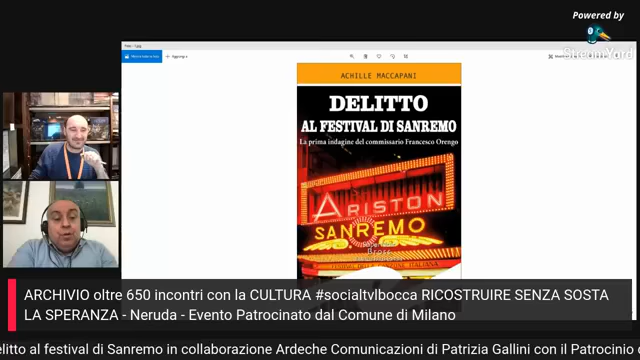 Powered by
StreamYard
ACHILLE MACCAPANI
DELITTO
AL FESTIVAL DI SANREMO
La prima indagine del commissario Francesco Orengo
ARISTON
SANREMO
ARCHIVIO oltre 650 incontri con la CULTURA #socialtvlbocca RICOSTRUIRE SENZA SOSTA
LA SPERANZA - Neruda - Evento Patrocinato dal Comune di Milano
elitto al festival di Sanremo in collaborazione Ardeche Comunicazioni di Patrizia Gallini con il Patrocinio